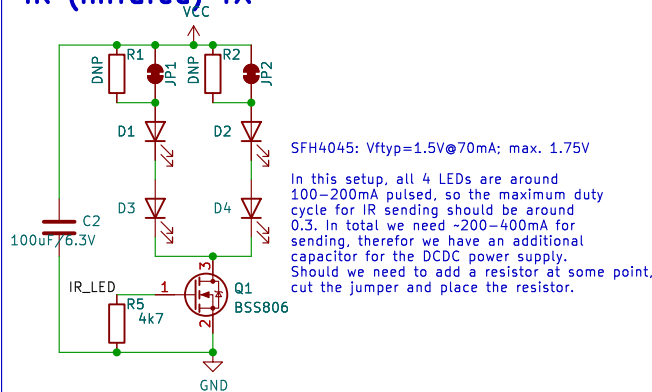 IR (Infrared) TX
VCC
R1
DNP
JP1
R2
DNP
JP2
D1
D2
SFH4045: Vftyp=1.5V@70mA; max. 1.75V
In this setup, all 4 LEDs are around
100-200mA pulsed, so the maximum duty
cycle for IR sending should be around
0.3. In total we need ~200-400mA for
sending, therefor we have an additional
capacitor for the DCDC power supply.
Should we need to add a resistor at some point,
cut the jumper and place the resistor.
D3
D4
C2
100uF/6.3V
3
IR_LED
1
Q1
BSS806
R5
4k7
2
GND